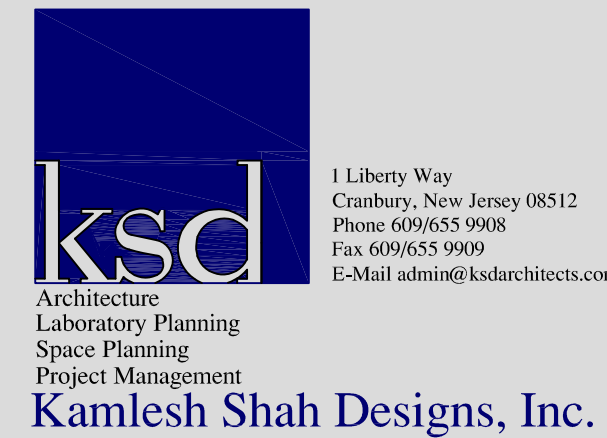 ksd
1 Liberty Way
Cranbury, New Jersey 08512
Phone 609/655 9908
Fax 609/655 9909
E-Mail admin@ksdarchitects.com
Architecture
Laboratory Planning
Space Planning
Project Management
Kamlesh Shah Designs, Inc.